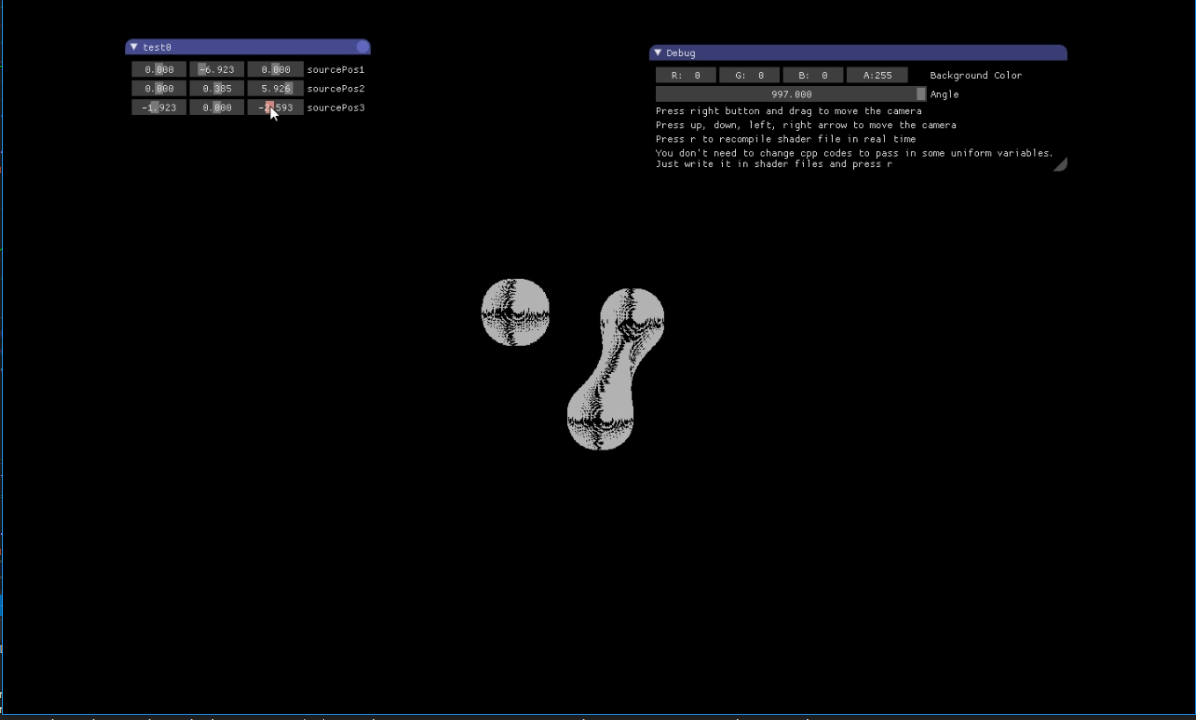 test0
0.000 -6.923 0.000 sourcePos1
0.000 0.385 5.926 sourcePos2
-1.923 0.000 sourcePos3
Debug
R: 0 G: 0 B: 0 A:255 Background Color
997.000 Angle
Press right button and drag to move the camera
Press up, down, left, right arrow to move the camera
Press r to recompile shader file in real time
You don't need to change cpp codes to pass in some uniform variables.
Just write it in shader files and press r